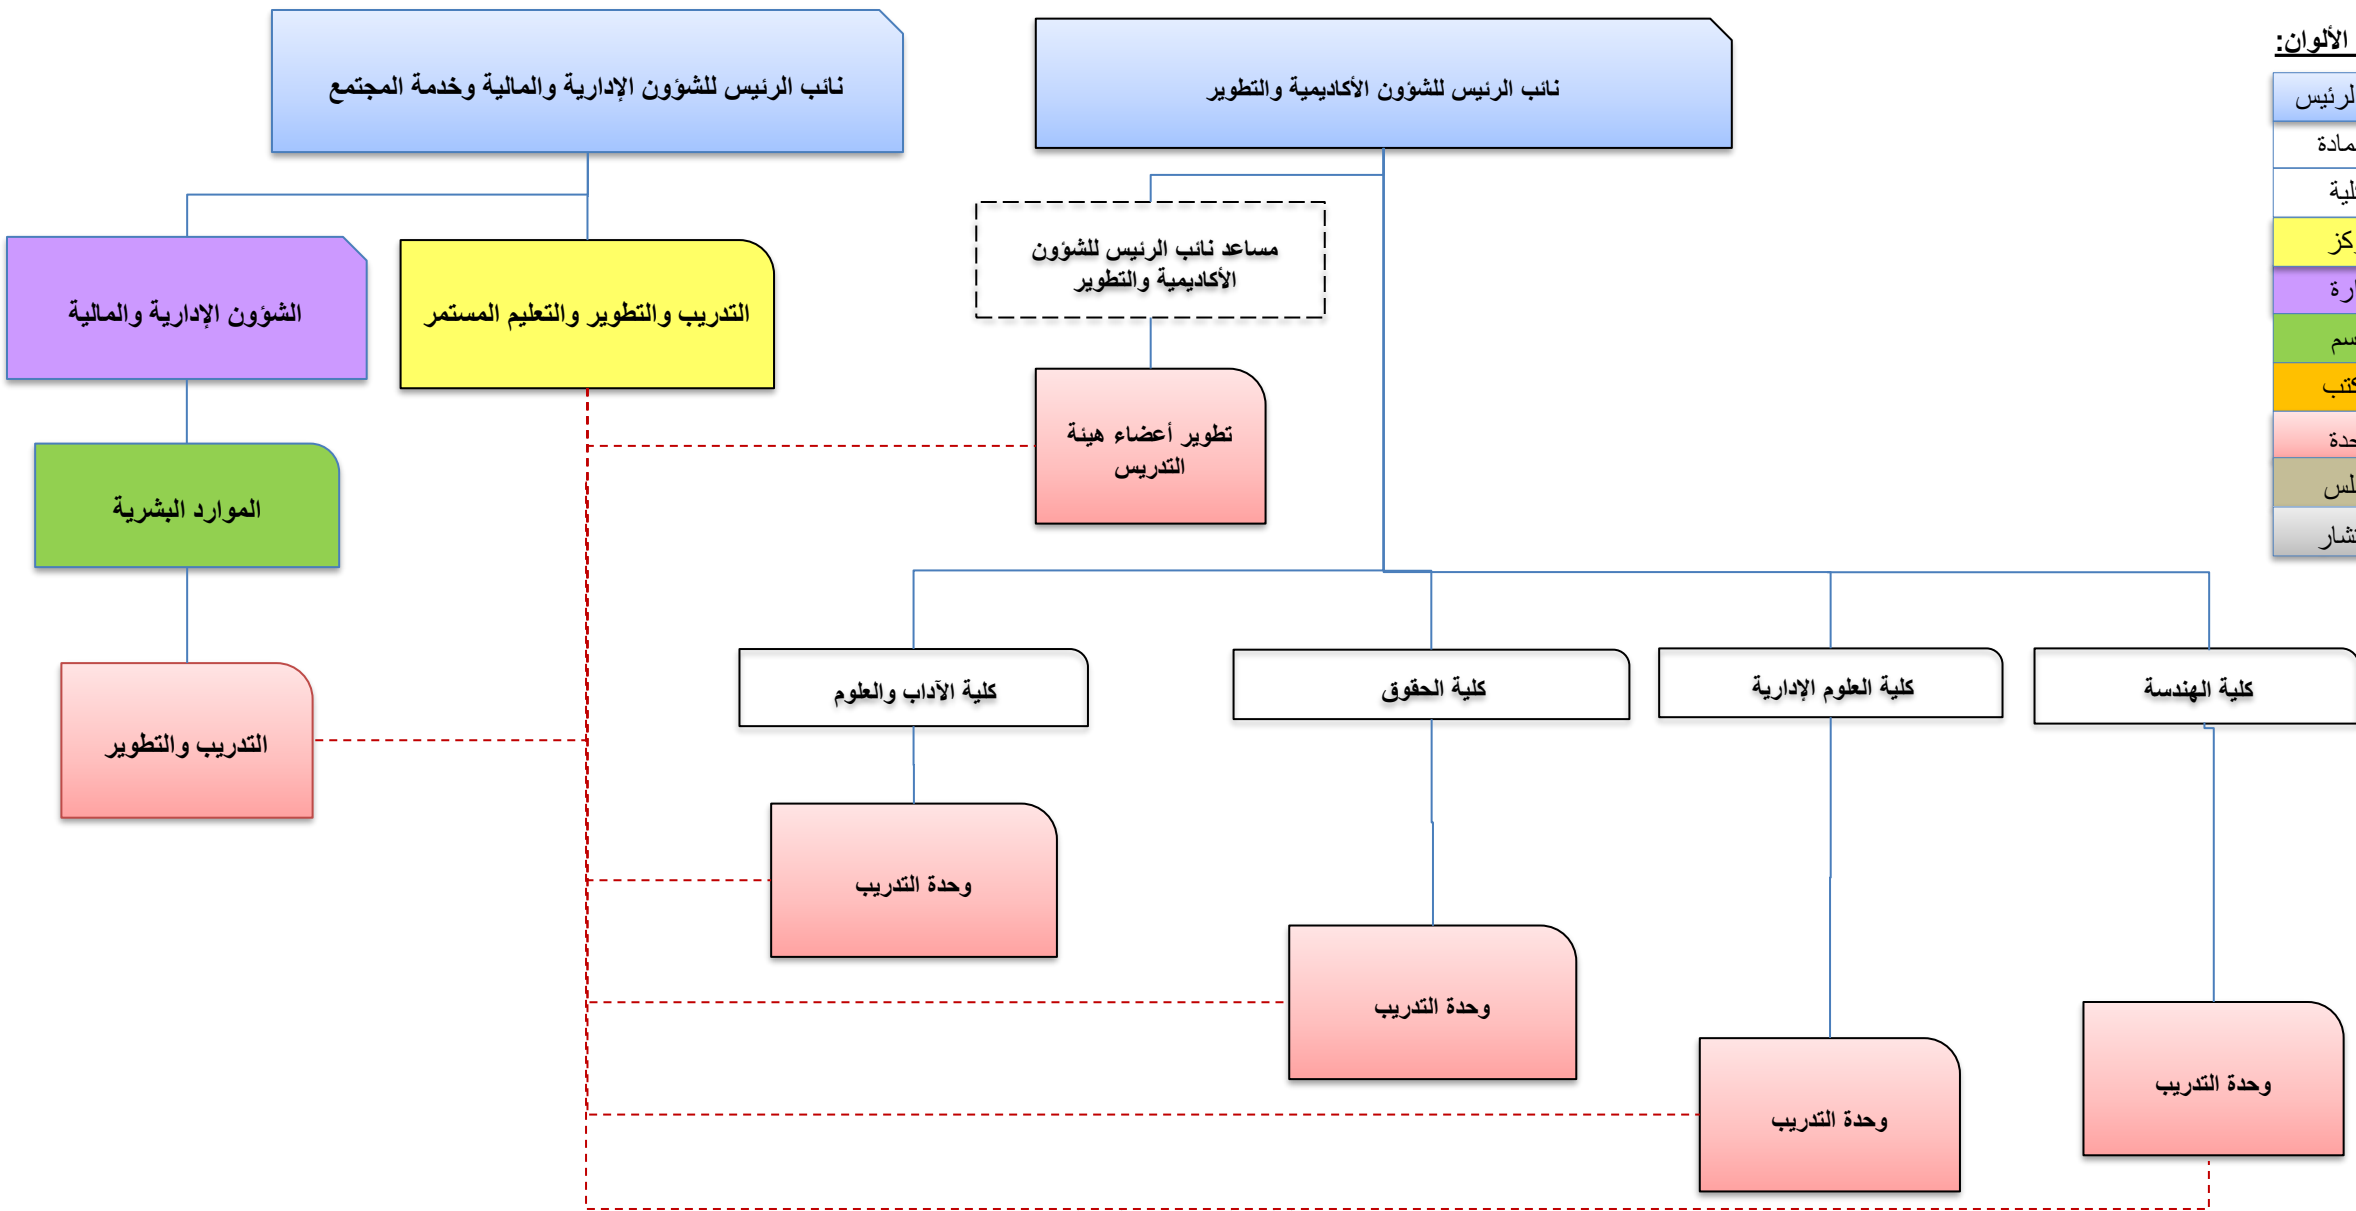 الألوان:
نائب الرئيس للشؤون الأكاديمية والتطوير
نائب الرئيس للشؤون الإدارية والمالية وخدمة المجتمع
مساعد نائب الرئيس للشؤون
الأكاديمية والتطوير
التدريب والتطوير والتعليم المستمر
الشؤون الإدارية والمالية
تطوير أعضاء هيئة
التدريس
الموارد البشرية
كلية الهندسة
كلية العلوم الإدارية
كلية الحقوق
كلية الآداب والعلوم
التدريب والتطوير
وحدة التدريب
وحدة التدريب
وحدة التدريب
وحدة التدريب